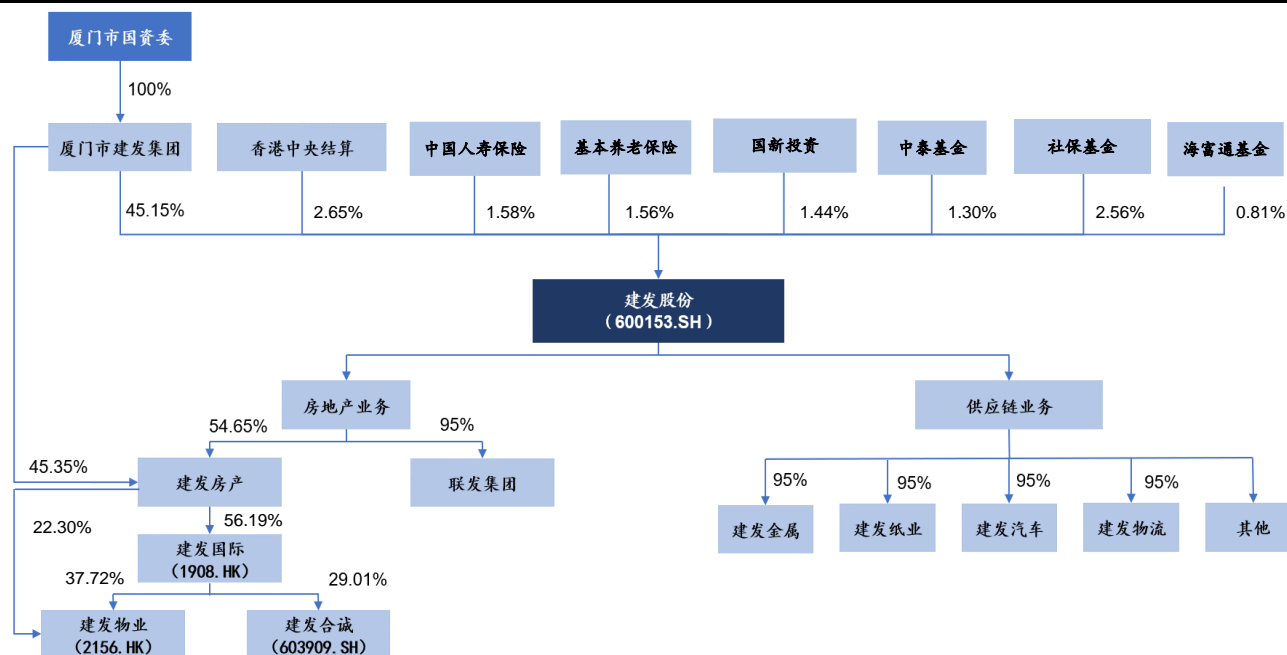 厦门市国资委
100%
厦门市建发集团
香港中央结算
中国人寿保险
基本养老保险
国新投资
中泰基金
社保基金
海富通基金
45.15%
2.65%
1.58%
1.56%
1.44%
1.30%
2.56%
0.81%
建发股份
（600153.SH）
房地产业务
供应链业务
54.65%
95%
45.35%
建发房产
联发集团
95%
95%
95%
95%
22.30%
56.19%
建发金属
建发纸业
建发汽车
建发物流
其他
建发国际
(1908.HK)
37.72%
29.01%
建发物业
(2156.HK)
建发合诚
(603909.SH)